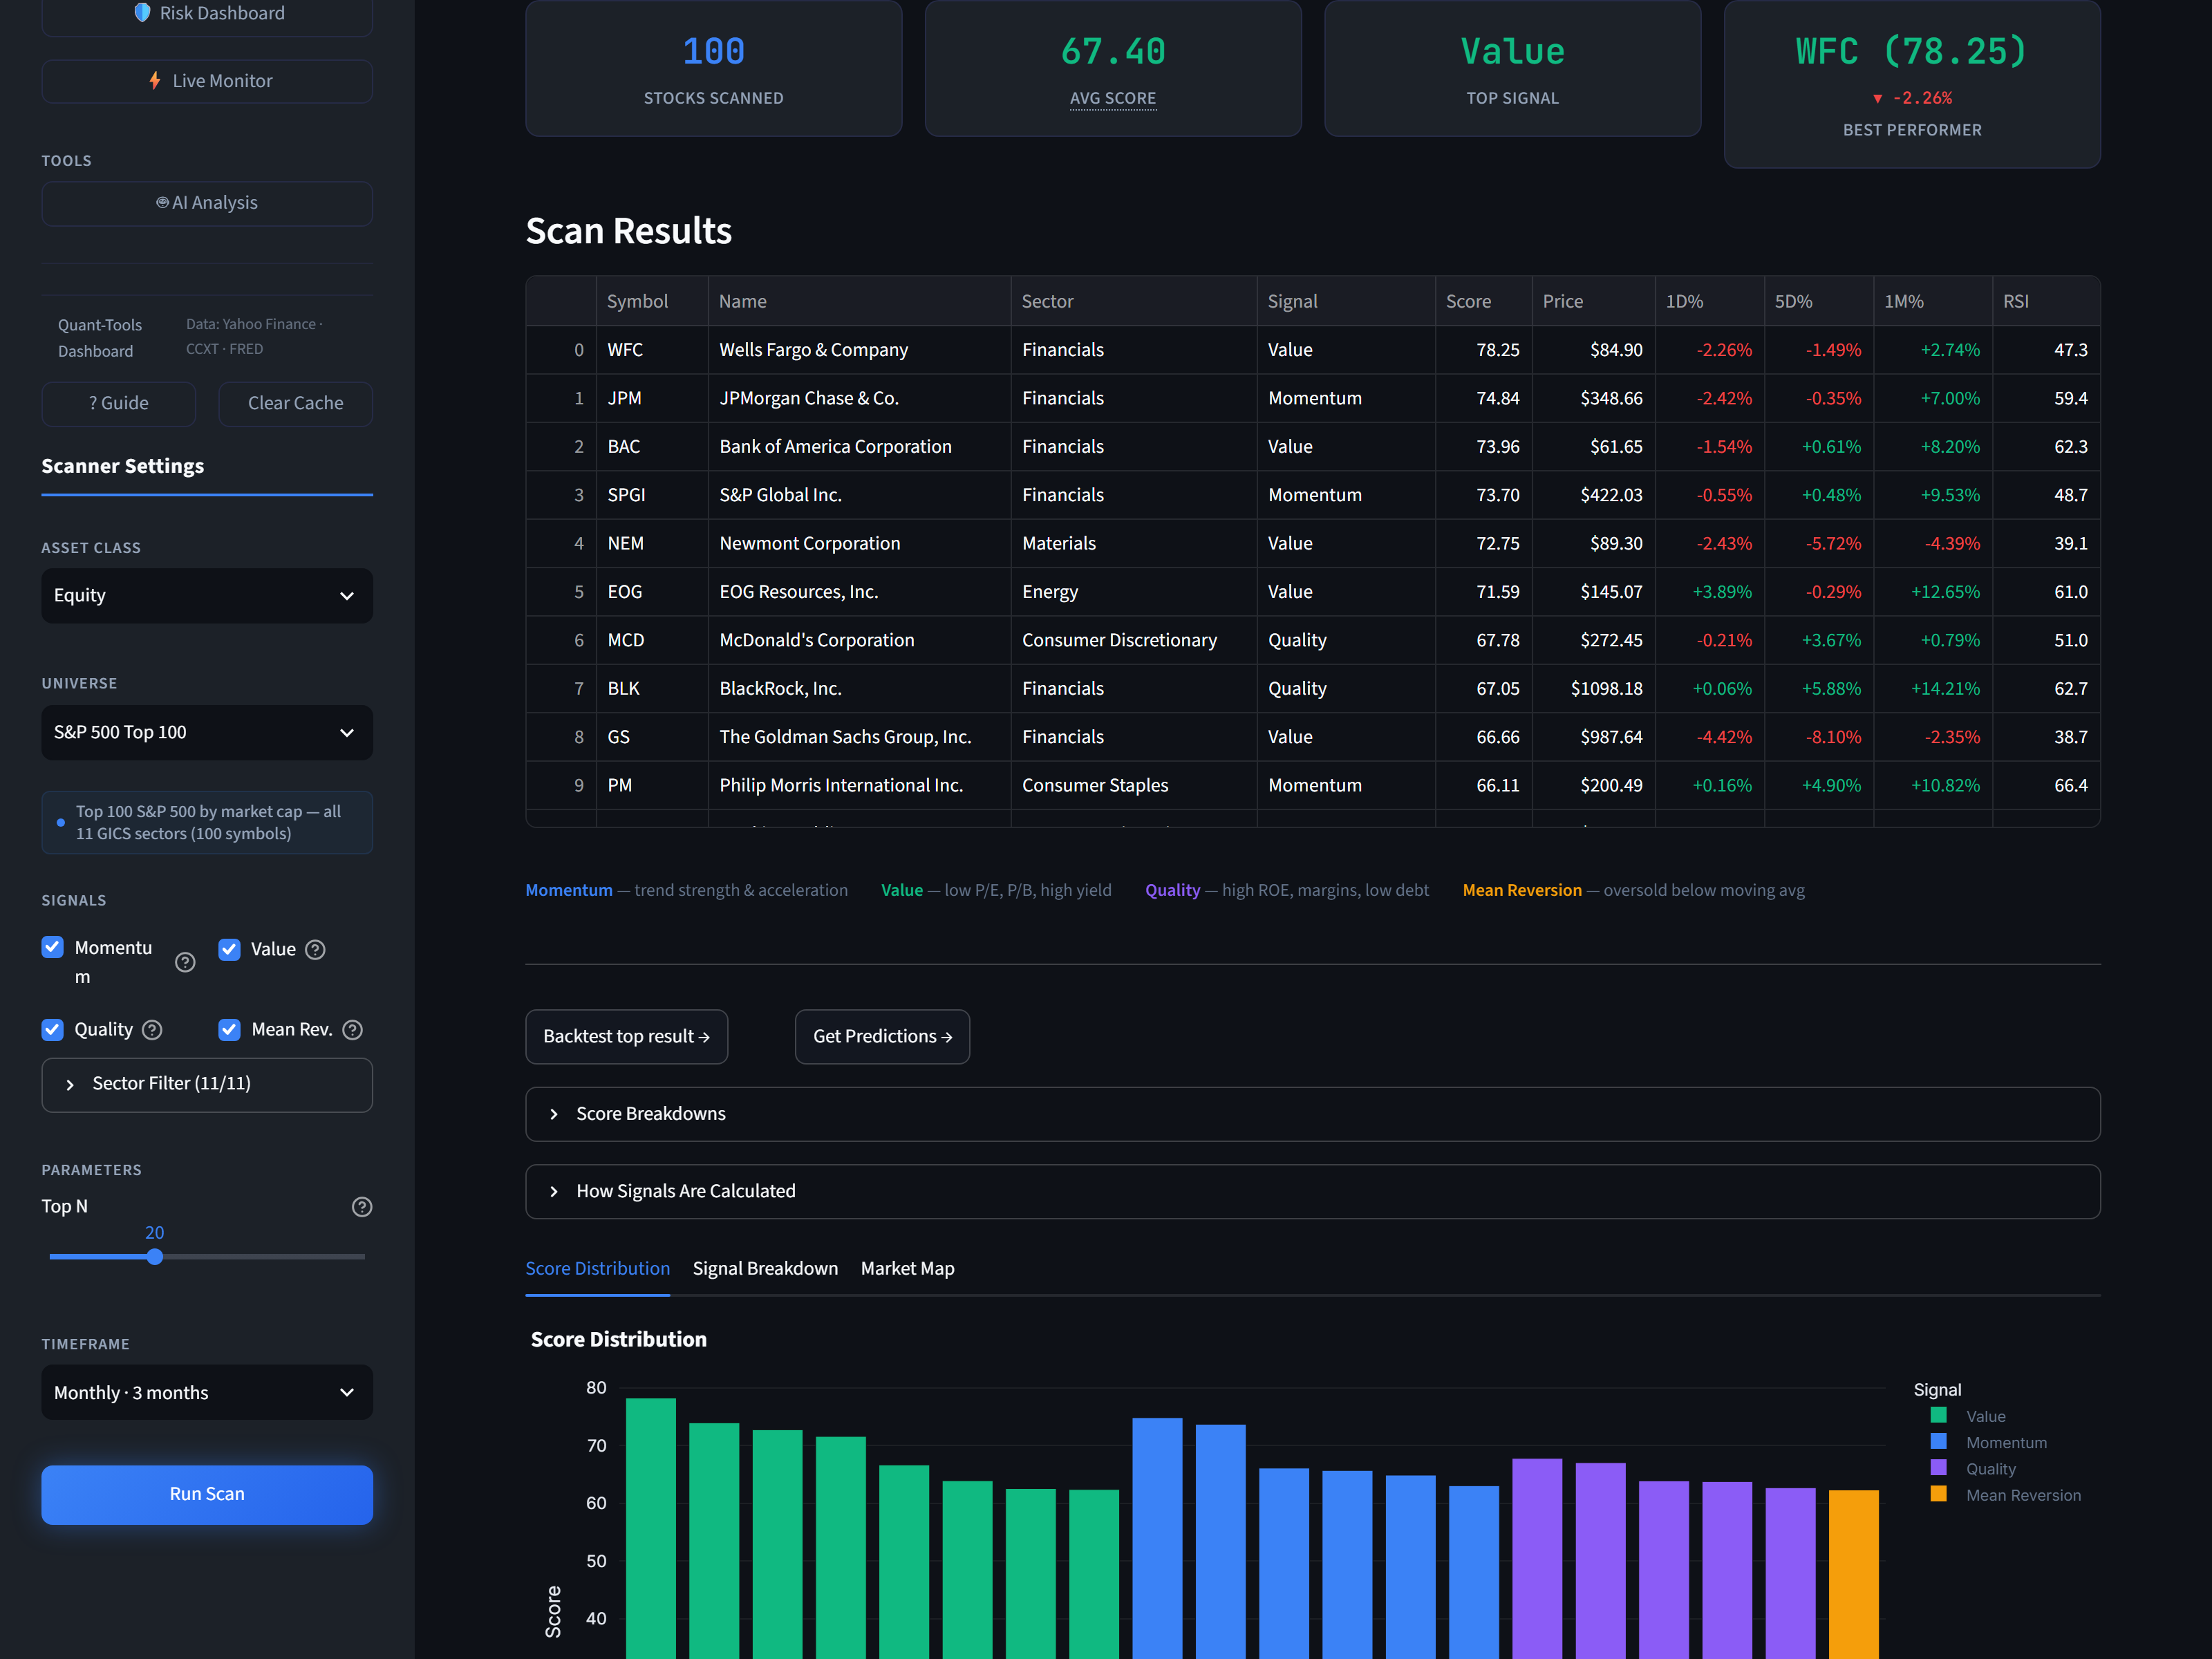 Risk Dashboard
Live Monitor
TOOLS
AI Analysis
Quant-Tools
Dashboard
Data: Yahoo Finance ·
CCXT · FRED
? Guide
Clear Cache
Scanner Settings
ASSET CLASS
Equity
UNIVERSE
S&P 500 Top 100
Top 100 S&P 500 by market cap — all
11 GICS sectors (100 symbols)
SIGNALS
Momentu
m
Value
Quality
Mean Rev.
Sector Filter (11/11)
PARAMETERS
Top N
20
TIMEFRAME
Monthly · 3 months
Run Scan
100
STOCKS SCANNED
67.40
AVG SCORE
Value
TOP SIGNAL
WFC (78.25)
▼ -2.26%
BEST PERFORMER
Scan Results
Symbol Name Sector Signal Score Price 1D% 5D% 1M% RSI
0 WFC Wells Fargo & Company Financials Value 78.25 $84.90 -2.26% -1.49% +2.74% 47.3
1 JPM JPMorgan Chase & Co. Financials Momentum 74.84 $348.66 -2.42% -0.35% +7.00% 59.4
2 BAC Bank of America Corporation Financials Value 73.96 $61.65 -1.54% +0.61% +8.20% 62.3
3 SPGI S&P Global Inc. Financials Momentum 73.70 $422.03 -0.55% +0.48% +9.53% 48.7
4 NEM Newmont Corporation Materials Value 72.75 $89.30 -2.43% -5.72% -4.39% 39.1
5 EOG EOG Resources, Inc. Energy Value 71.59 $145.07 +3.89% -0.29% +12.65% 61.0
6 MCD McDonald's Corporation Consumer Discretionary Quality 67.78 $272.45 -0.21% +3.67% +0.79% 51.0
7 BLK BlackRock, Inc. Financials Quality 67.05 $1098.18 +0.06% +5.88% +14.21% 62.7
8 GS The Goldman Sachs Group, Inc. Financials Value 66.66 $987.64 -4.42% -8.10% -2.35% 38.7
9 PM Philip Morris International Inc. Consumer Staples Momentum 66.11 $200.49 +0.16% +4.90% +10.82% 66.4
Momentum — trend strength & acceleration Value — low P/E, P/B, high yield Quality — high ROE, margins, low debt Mean Reversion — oversold below moving avg
Backtest top result →
Get Predictions →
Score Breakdowns
How Signals Are Calculated
Score Distribution Signal Breakdown Market Map
Score Distribution
80
70
60
50
40
Score
Signal
Value
Momentum
Quality
Mean Reversion